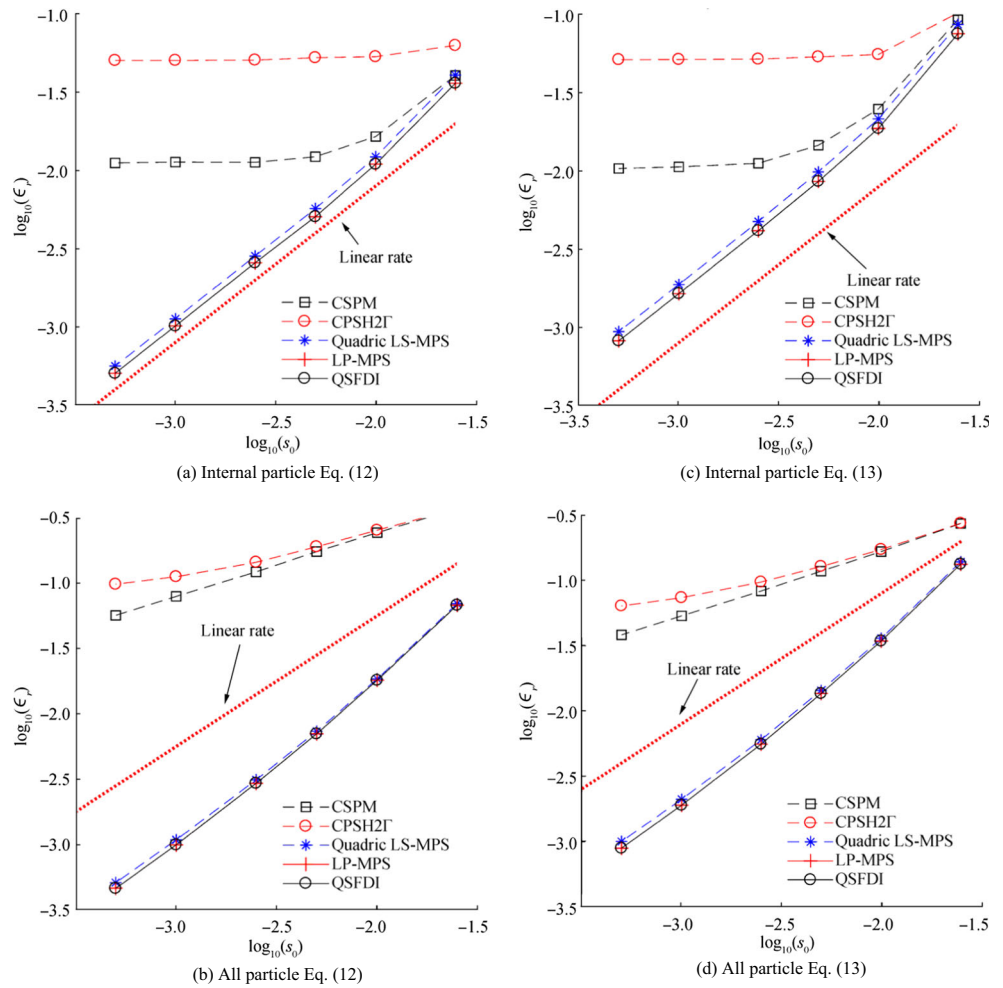 −1.0
−1.5
−2.0
−2.5
−3.0
−3.5
log10(ϵr)
Linear rate
CSPM
CPSH2Γ
Quadric LS-MPS
LP-MPS
QSFDI
−3.0 −2.5 −2.0 −1.5
log10(s0)
(a) Internal particle Eq. (12)
−1.0
−1.5
−2.0
−2.5
−3.0
−3.5
log10(ϵr)
Linear rate
CSPM
CPSH2Γ
Quadric LS-MPS
LP-MPS
QSFDI
−3.5 −3.0 −2.5 −2.0 −1.5
log10(s0)
(c) Internal particle Eq. (13)
−0.5
−1.0
−1.5
−2.0
−2.5
−3.0
−3.5
log10(ϵr)
Linear rate
CSPM
CPSH2Γ
Quadric LS-MPS
LP-MPS
QSFDI
−3.0 −2.5 −2.0 −1.5
log10(s0)
(b) All particle Eq. (12)
−0.5
−1.0
−1.5
−2.0
−2.5
−3.0
−3.5
log10(ϵr)
Linear rate
CSPM
CPSH2Γ
Quadric LS-MPS
LP-MPS
QSFDI
−3.0 −2.5 −2.0 −1.5
log10(s0)
(d) All particle Eq. (13)